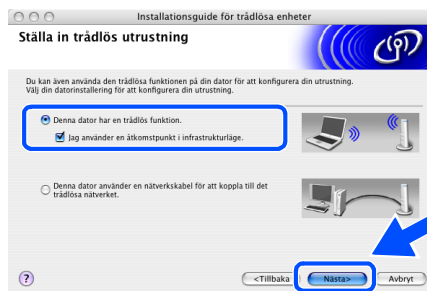 Installationsguide för trådlösa enheter
Ställa in trådlös utrustning
Du kan även använda den trådlösa funktionen på din dator för att konfigurera din utrustning.
Välj din datorinstallering för att konfigurera din utrustning.
Denna dator har en trådlös funktion.
Jag använder en åtkomstpunkt i infrastrukturläge.
Denna dator använder en nätverkskabel för att koppla till det
trådlösa nätverket.
?
<Tillbaka
Nästa>
Avbryt